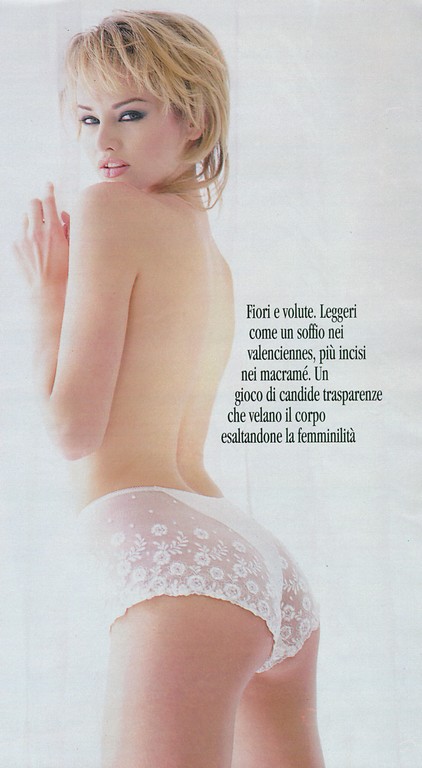 Fiori e volute. Leggeri
come un soffio nei
valenciennes, più incisi
nei macramé. Un
gioco di candide trasparenze
che velano il corpo
esaltandone la femminilità